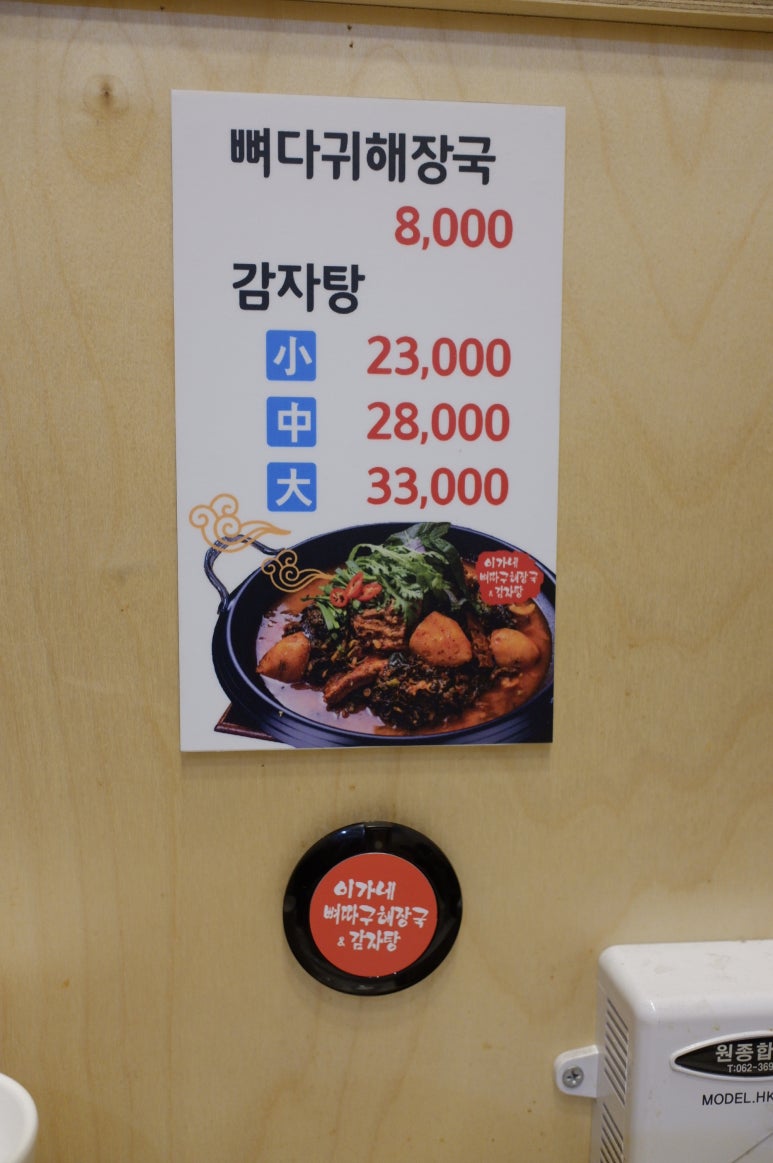 뼈다귀해장국
8,000
감자탕
小 23,000
中 28,000
大 33,000
이가네
뼈따구해장국
& 감자탕
이가네
뼈따구해장국
& 감자탕
원종합
T:062-369
MODEL.HK